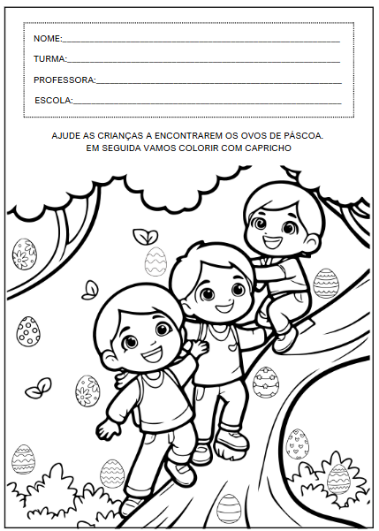 NOME:
TURMA:
PROFESSORA:
ESCOLA:
AJUDE AS CRIANÇAS A ENCONTRAREM OS OVOS DE PÁSCOA.
EM SEGUIDA VAMOS COLORIR COM CAPRICHO